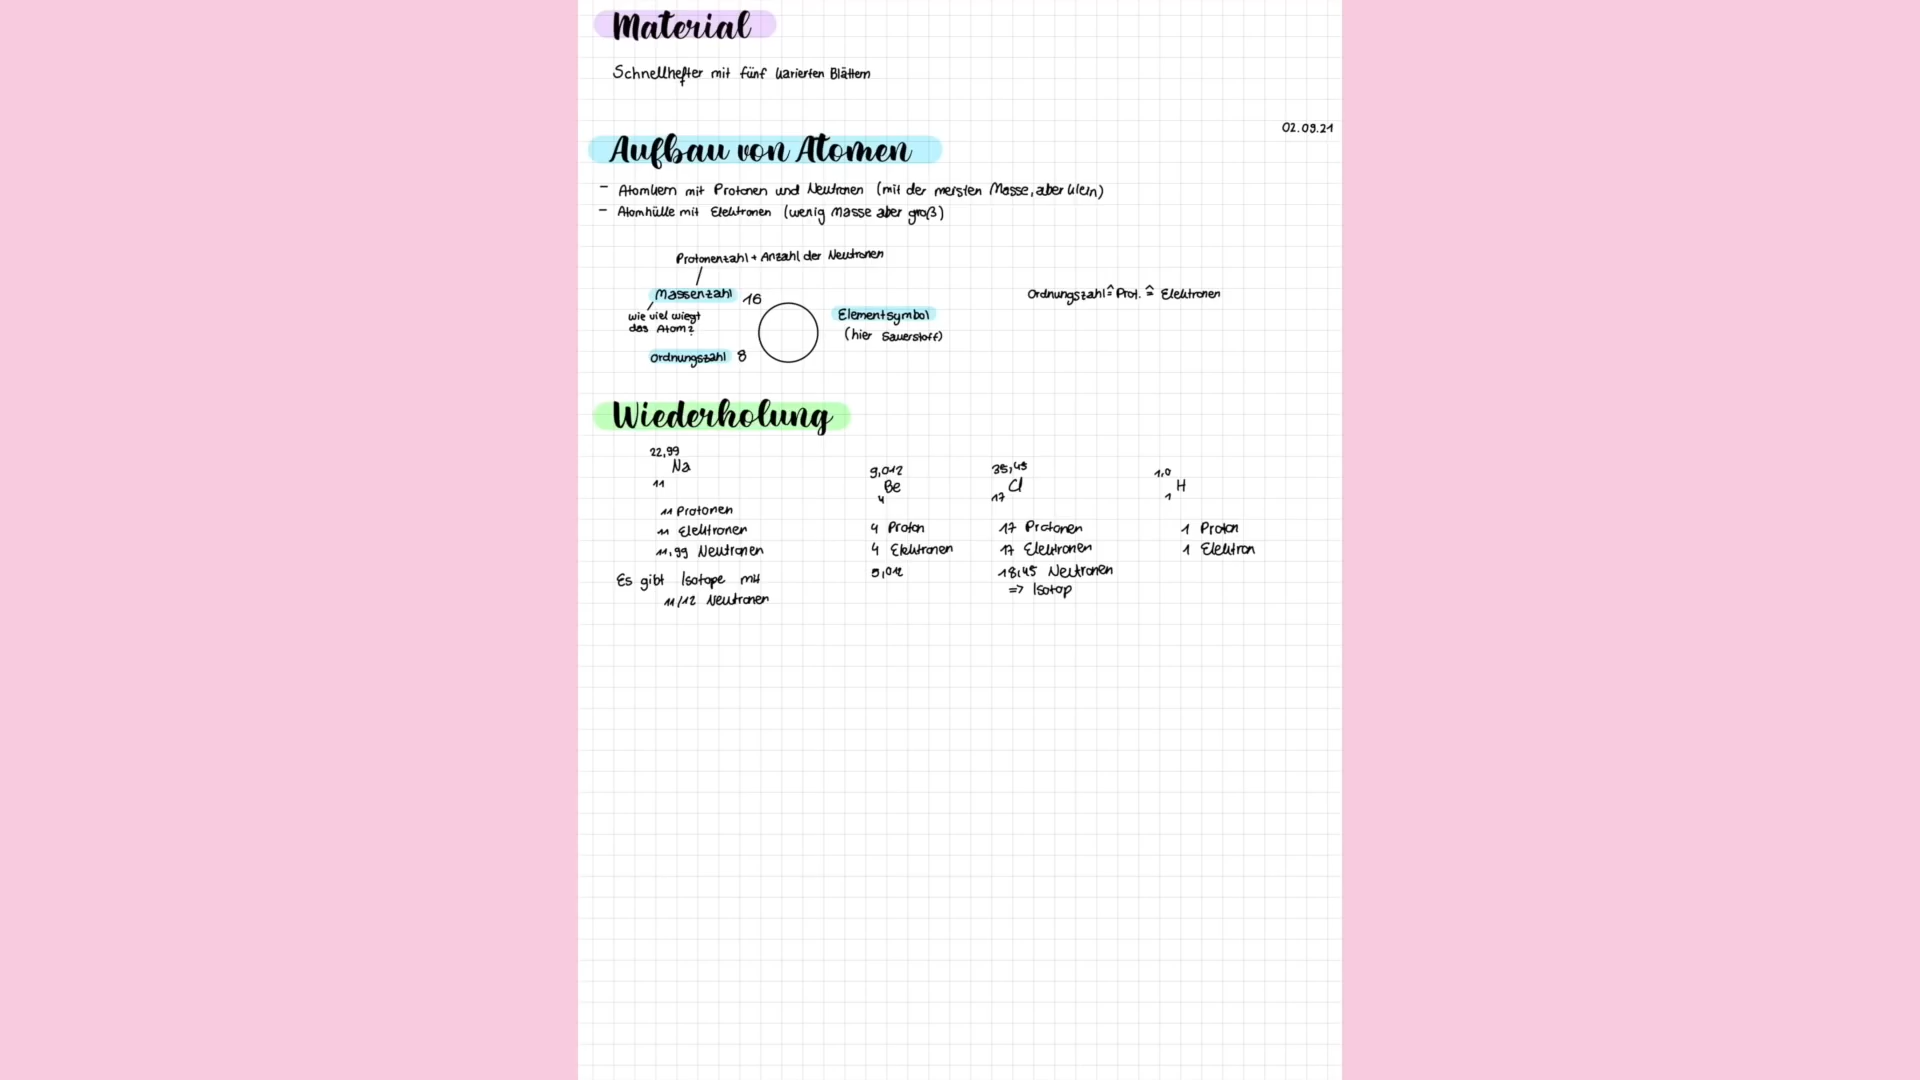 Material
Schnellhefter mit fünf karierten Blättern
02.09.21
Aufbau von Atomen
- Atomkern mit Protonen und Neutronen (mit der meisten Masse, aber klein)
- Atomhülle mit Elektronen (wenig Masse aber groß)
Protonenzahl + Anzahl der Neutronen
Massenzahl 16
wie viel wiegt
das Atom?
Ordnungszahl 8
Elementsymbol
(hier Sauerstoff)
Ordnungszahl ≙ Prot. ≙ Elektronen
Wiederholung
22,99
Na
11
11 Protonen
11 Elektronen
11,99 Neutronen
Es gibt Isotope mit
11/12 Neutronen
9,012
Be
4
4 Proton
4 Elektronen
5,012
35,45
Cl
17
17 Protonen
17 Elektronen
18,45 Neutronen
=> Isotop
1,0
H
1
1 Proton
1 Elektron